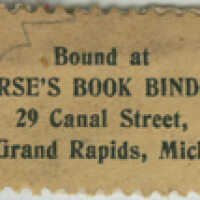 Bound at
RSE'S BOOK BIND
29 Canal Street,
Grand Rapids, Mich